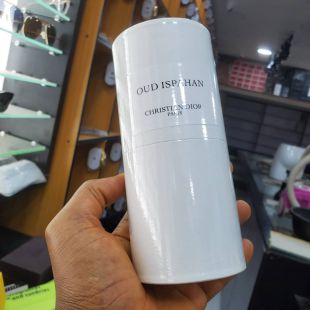 OUD ISPAHAN
CHRISTIAN DIOR
PARIS